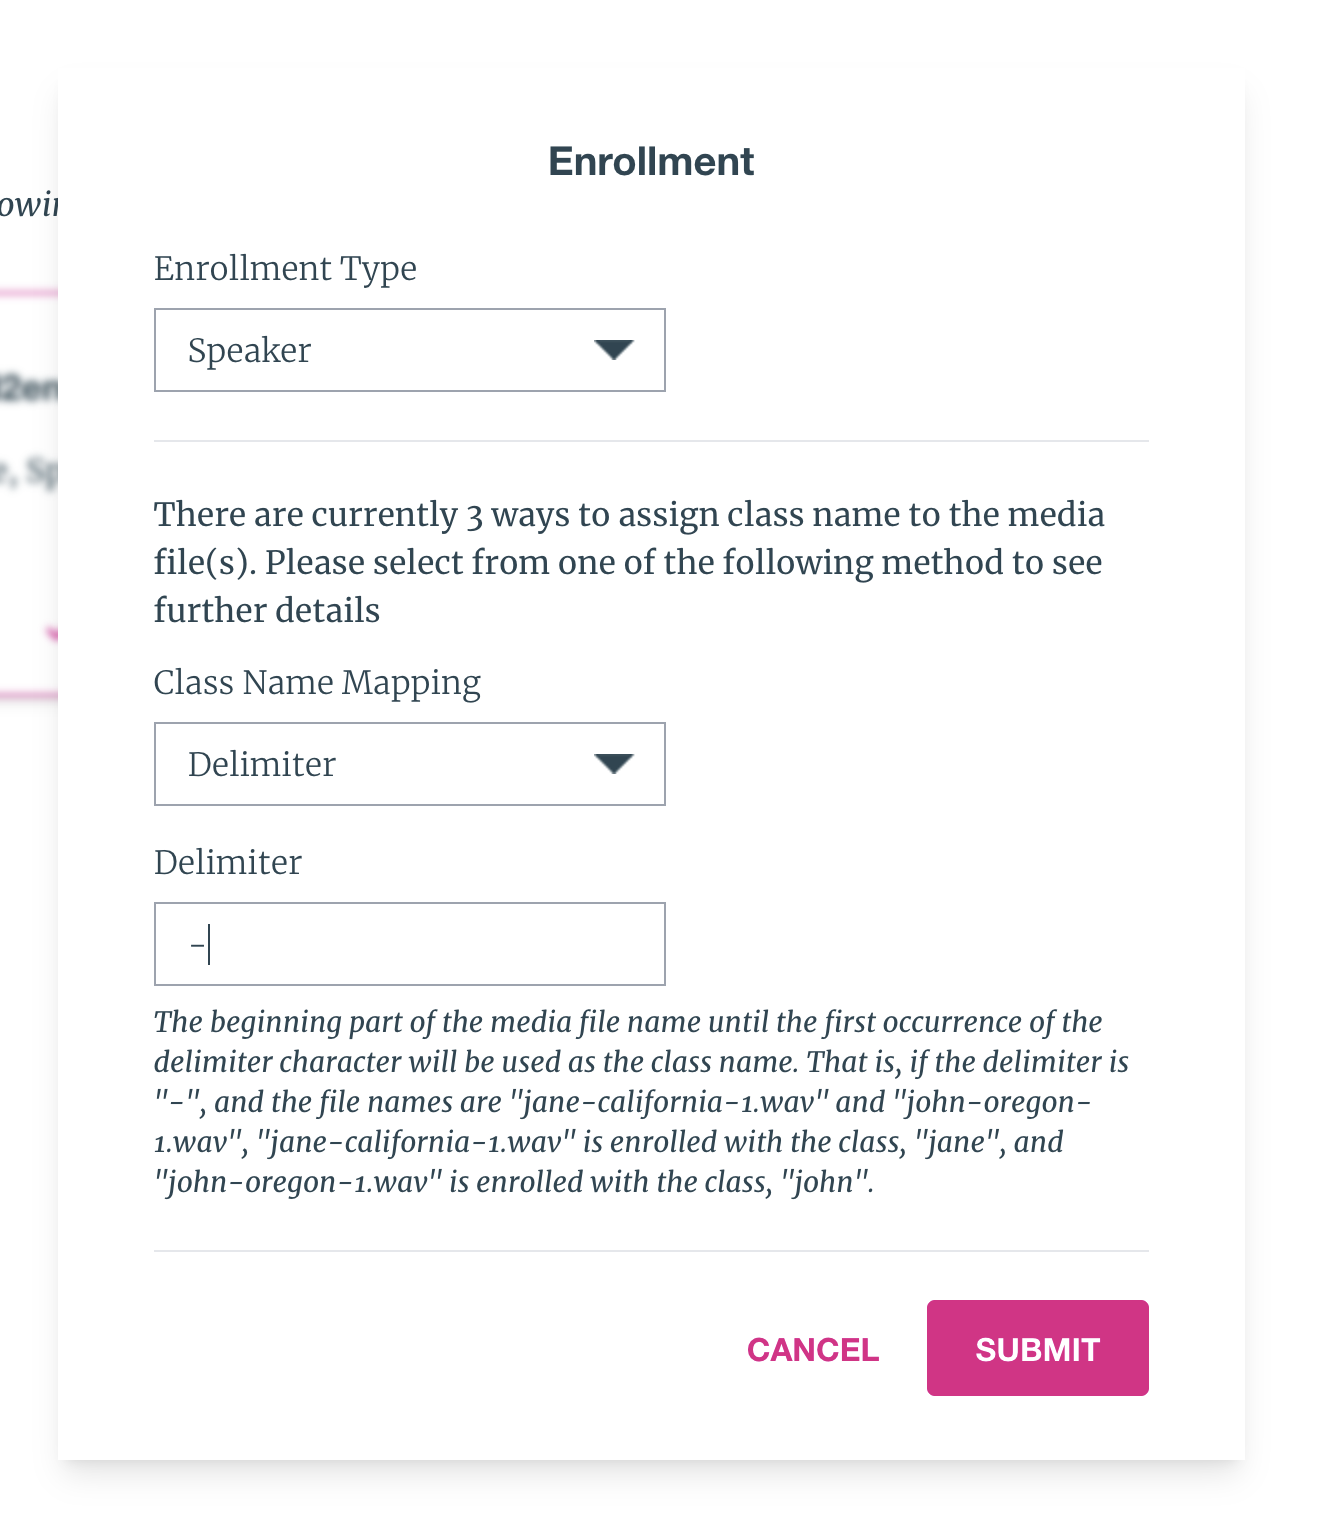 Enrollment
Enrollment Type
Speaker
There are currently 3 ways to assign class name to the media
file(s). Please select from one of the following method to see
further details
Class Name Mapping
Delimiter
Delimiter
-
The beginning part of the media file name until the first occurrence of the
delimiter character will be used as the class name. That is, if the delimiter is
"-", and the file names are "jane-california-1.wav" and "john-oregon-
1.wav", "jane-california-1.wav" is enrolled with the class, "jane", and
"john-oregon-1.wav" is enrolled with the class, "john".
CANCEL
SUBMIT